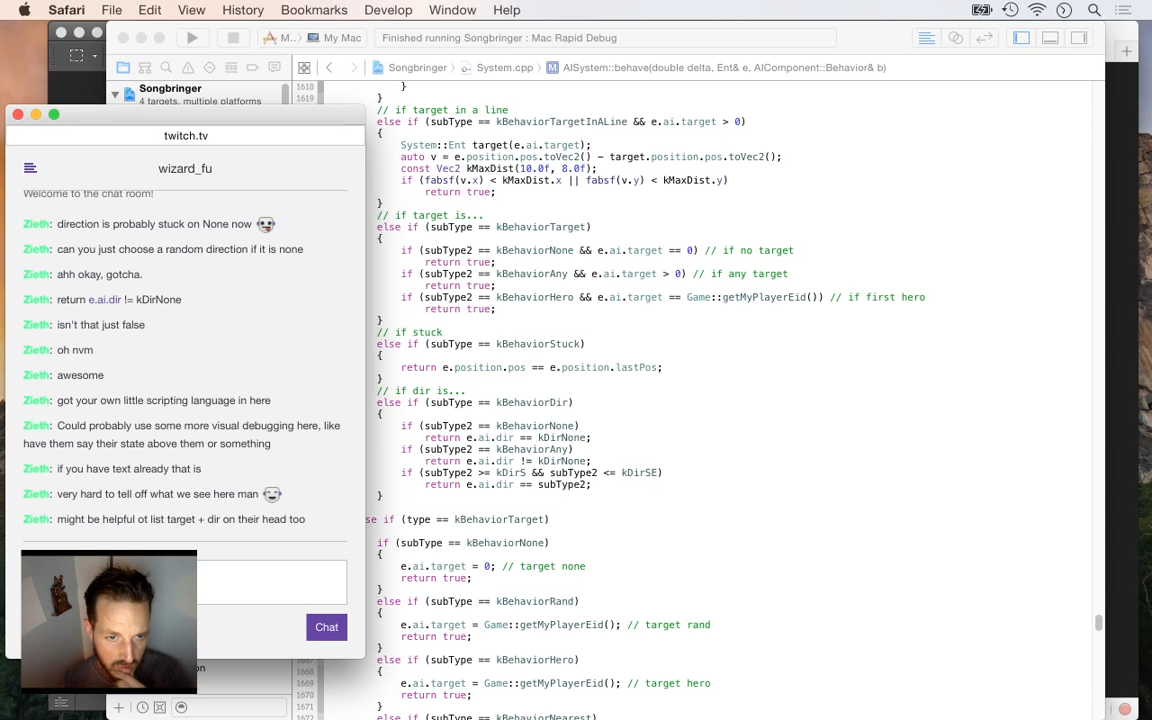 Safari File Edit View History Bookmarks Develop Window Help
M... My Mac
Finished running Songbringer : Mac Rapid Debug
Songbringer
4 targets, multiple platforms
Songbringer System.cpp AISystem::behave(double delta, Ent& e, AIComponent::Behavior& b)
twitch.tv
wizard_fu
Welcome to the chat room!
Zieth: direction is probably stuck on None now
Zieth: can you just choose a random direction if it is none
Zieth: ahh okay, gotcha.
Zieth: return e.ai.dir != kDirNone
Zieth: isn't that just false
Zieth: oh nvm
Zieth: awesome
Zieth: got your own little scripting language in here
Zieth: Could probably use some more visual debugging here, like
have them say their state above them or something
Zieth: if you have text already that is
Zieth: very hard to tell off what we see here man
Zieth: might be helpful ot list target + dir on their head too
Chat
1618 }
1619 }
// if target in a line
else if (subType == kBehaviorTargetInALine && e.ai.target > 0)
{
System::Ent target(e.ai.target);
auto v = e.position.pos.toVec2() - target.position.pos.toVec2();
const Vec2 kMaxDist(10.0f, 8.0f);
if (fabsf(v.x) < kMaxDist.x || fabsf(v.y) < kMaxDist.y)
return true;
}
// if target is...
else if (subType == kBehaviorTarget)
{
if (subType2 == kBehaviorNone && e.ai.target == 0) // if no target
return true;
if (subType2 == kBehaviorAny && e.ai.target > 0) // if any target
return true;
if (subType2 == kBehaviorHero && e.ai.target == Game::getMyPlayerEid()) // if first hero
return true;
}
// if stuck
else if (subType == kBehaviorStuck)
{
return e.position.pos == e.position.lastPos;
}
// if dir is...
else if (subType == kBehaviorDir)
{
if (subType2 == kBehaviorNone)
return e.ai.dir == kDirNone;
if (subType2 == kBehaviorAny)
return e.ai.dir != kDirNone;
if (subType2 >= kDirS && subType2 <= kDirSE)
return e.ai.dir == subType2;
}
se if (type == kBehaviorTarget)
if (subType == kBehaviorNone)
{
e.ai.target = 0; // target none
return true;
}
else if (subType == kBehaviorRand)
{
e.ai.target = Game::getMyPlayerEid(); // target rand
return true;
}
else if (subType == kBehaviorHero)
1668 {
1669 e.ai.target = Game::getMyPlayerEid(); // target hero
1670 return true;
1671 }
1672 else if (subType == kBehaviorNearest)